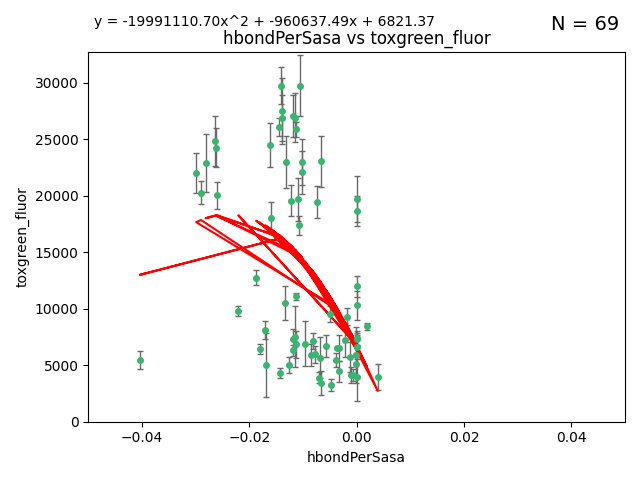 y = -19991110.70x^2 + -960637.49x + 6821.37
N = 69
hbondPerSasa vs toxgreen_fluor
toxgreen_fluor
30000
25000
20000
15000
10000
5000
0
−0.04
−0.02
0.00
0.02
0.04
hbondPerSasa